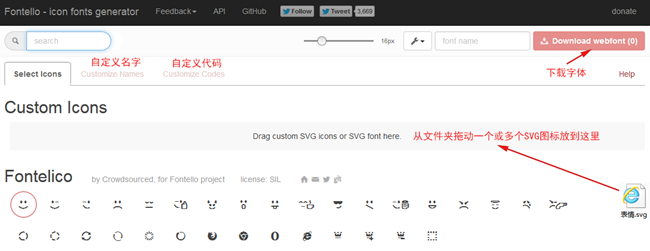 Fontello - icon fonts generator Feedback API GitHub Follow Tweet 3,669 donate
search 16px font name Download webfont (0)
自定义名字 自定义代码 下载字体
Select Icons Customize Names Customize Codes Help
Custom Icons
Drag custom SVG icons or SVG font here. 从文件夹拖动一个或多个SVG图标放到这里
Fontelico by Crowdsourced, for Fontello project license: SIL
表情.svg